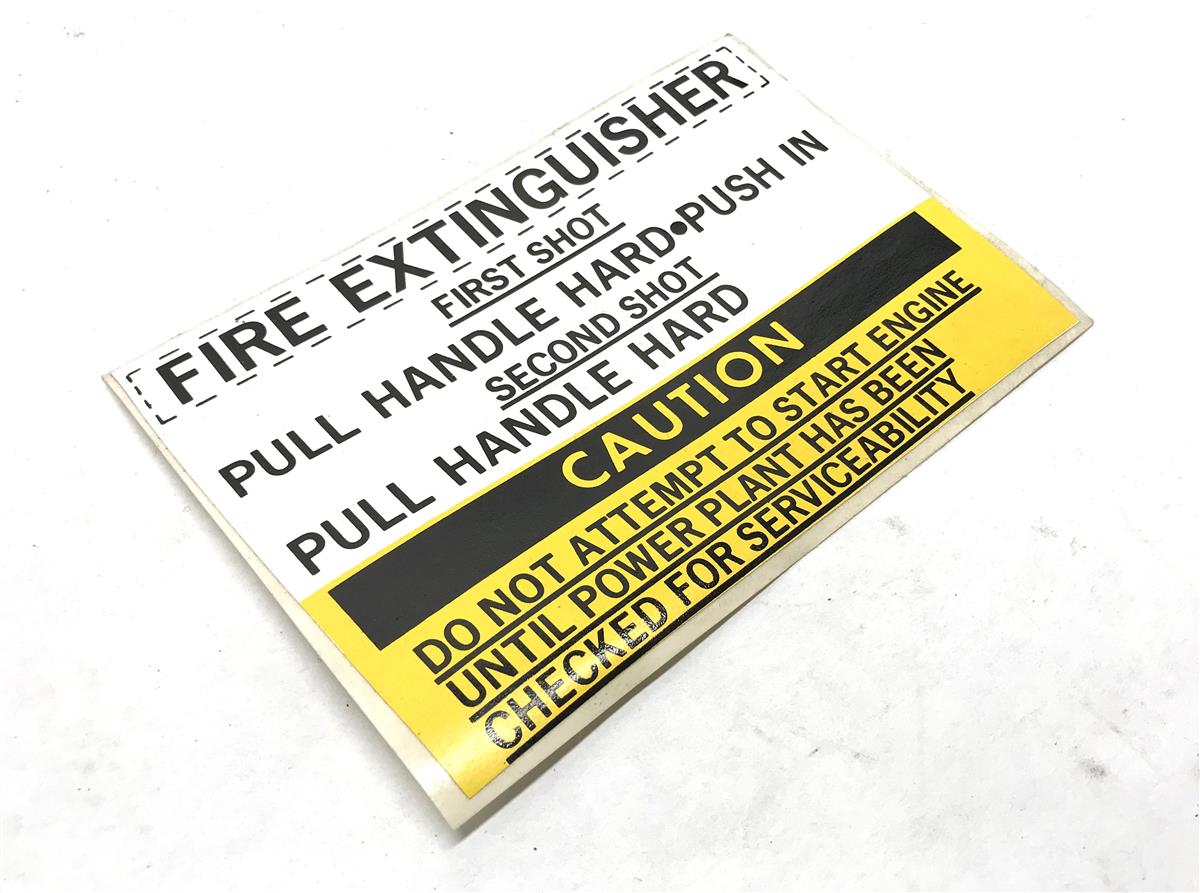 FIRE EXTINGUISHER
FIRST SHOT
PULL HANDLE HARD•PUSH IN
SECOND SHOT
PULL HANDLE HARD
CAUTION
DO NOT ATTEMPT TO START ENGINE
UNTIL POWER PLANT HAS BEEN
CHECKED FOR SERVICEABILITY